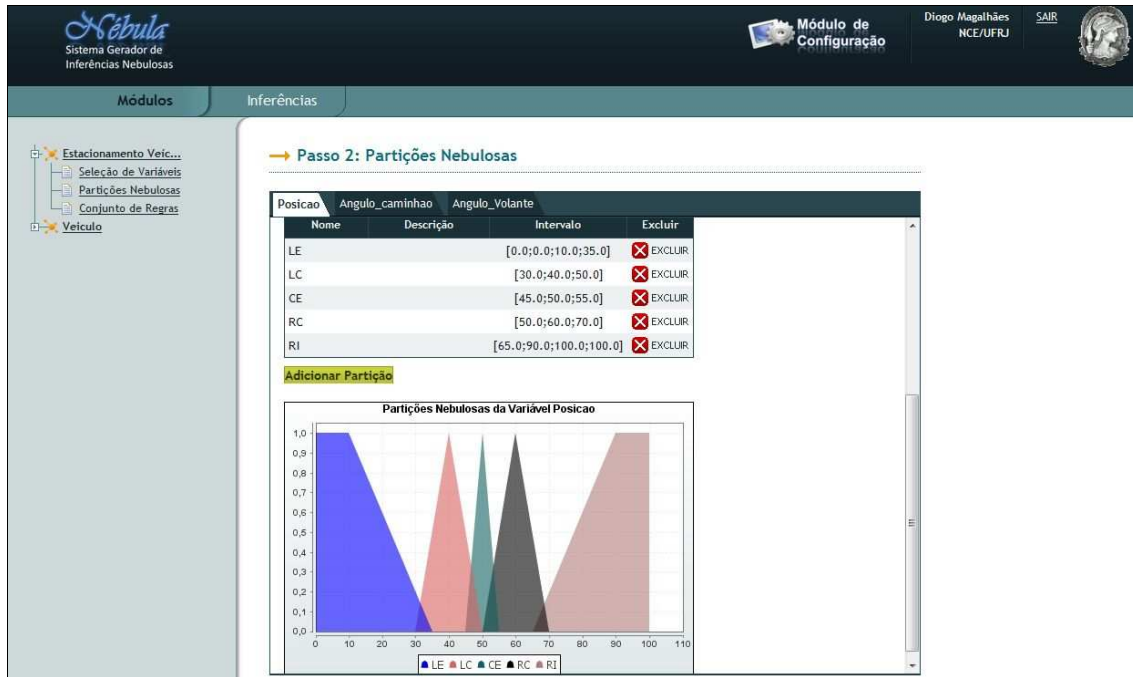 Nébula
Sistema Gerador de
Inferências Nebulosas
Módulo de
Configuração
Diogo Magalhães
NCE/UFRJ
SAIR
Módulos
Inferências
Estacionamento Veíc...
Seleção de Variáveis
Partições Nebulosas
Conjunto de Regras
Veiculo
Passo 2: Partições Nebulosas
Posicao Angulo_caminhao Angulo_Volante
Nome Descrição Intervalo Excluir
LE [0.0;0.0;10.0;35.0] EXCLUIR
LC [30.0;40.0;50.0] EXCLUIR
CE [45.0;50.0;55.0] EXCLUIR
RC [50.0;60.0;70.0] EXCLUIR
RI [65.0;90.0;100.0;100.0] EXCLUIR
Adicionar Partição
Partições Nebulosas da Variável Posicao
1,0
0,9
0,8
0,7
0,6
0,5
0,4
0,3
0,2
0,1
0,0
0 10 20 30 40 50 60 70 80 90 100 110
LE LC CE RC RI